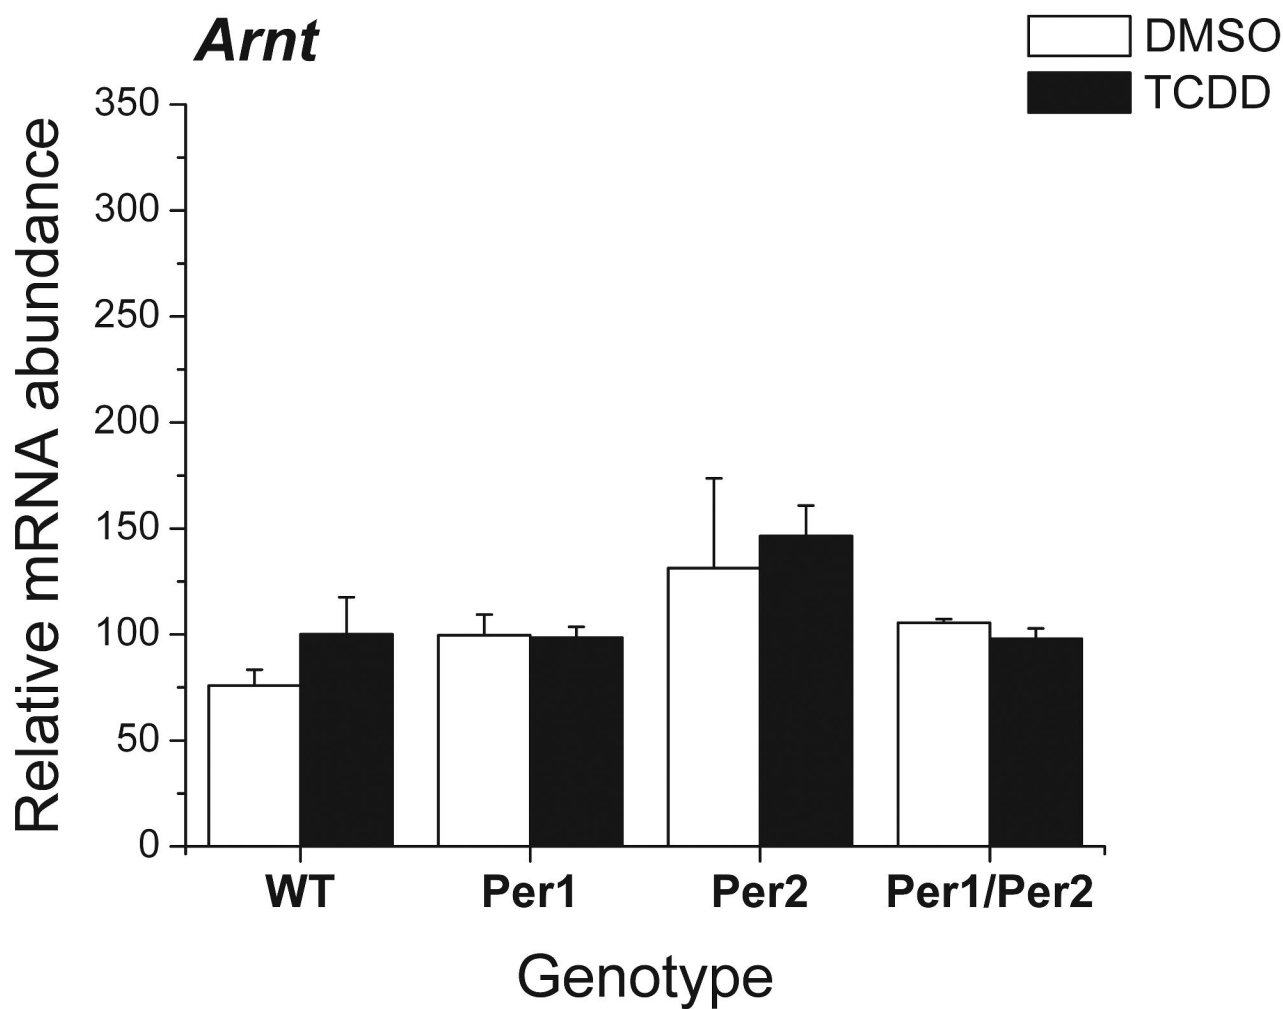 Arnt
DMSO
TCDD
Relative mRNA abundance
350
300
250
200
150
100
50
0
WT
Per1
Per2
Per1/Per2
Genotype